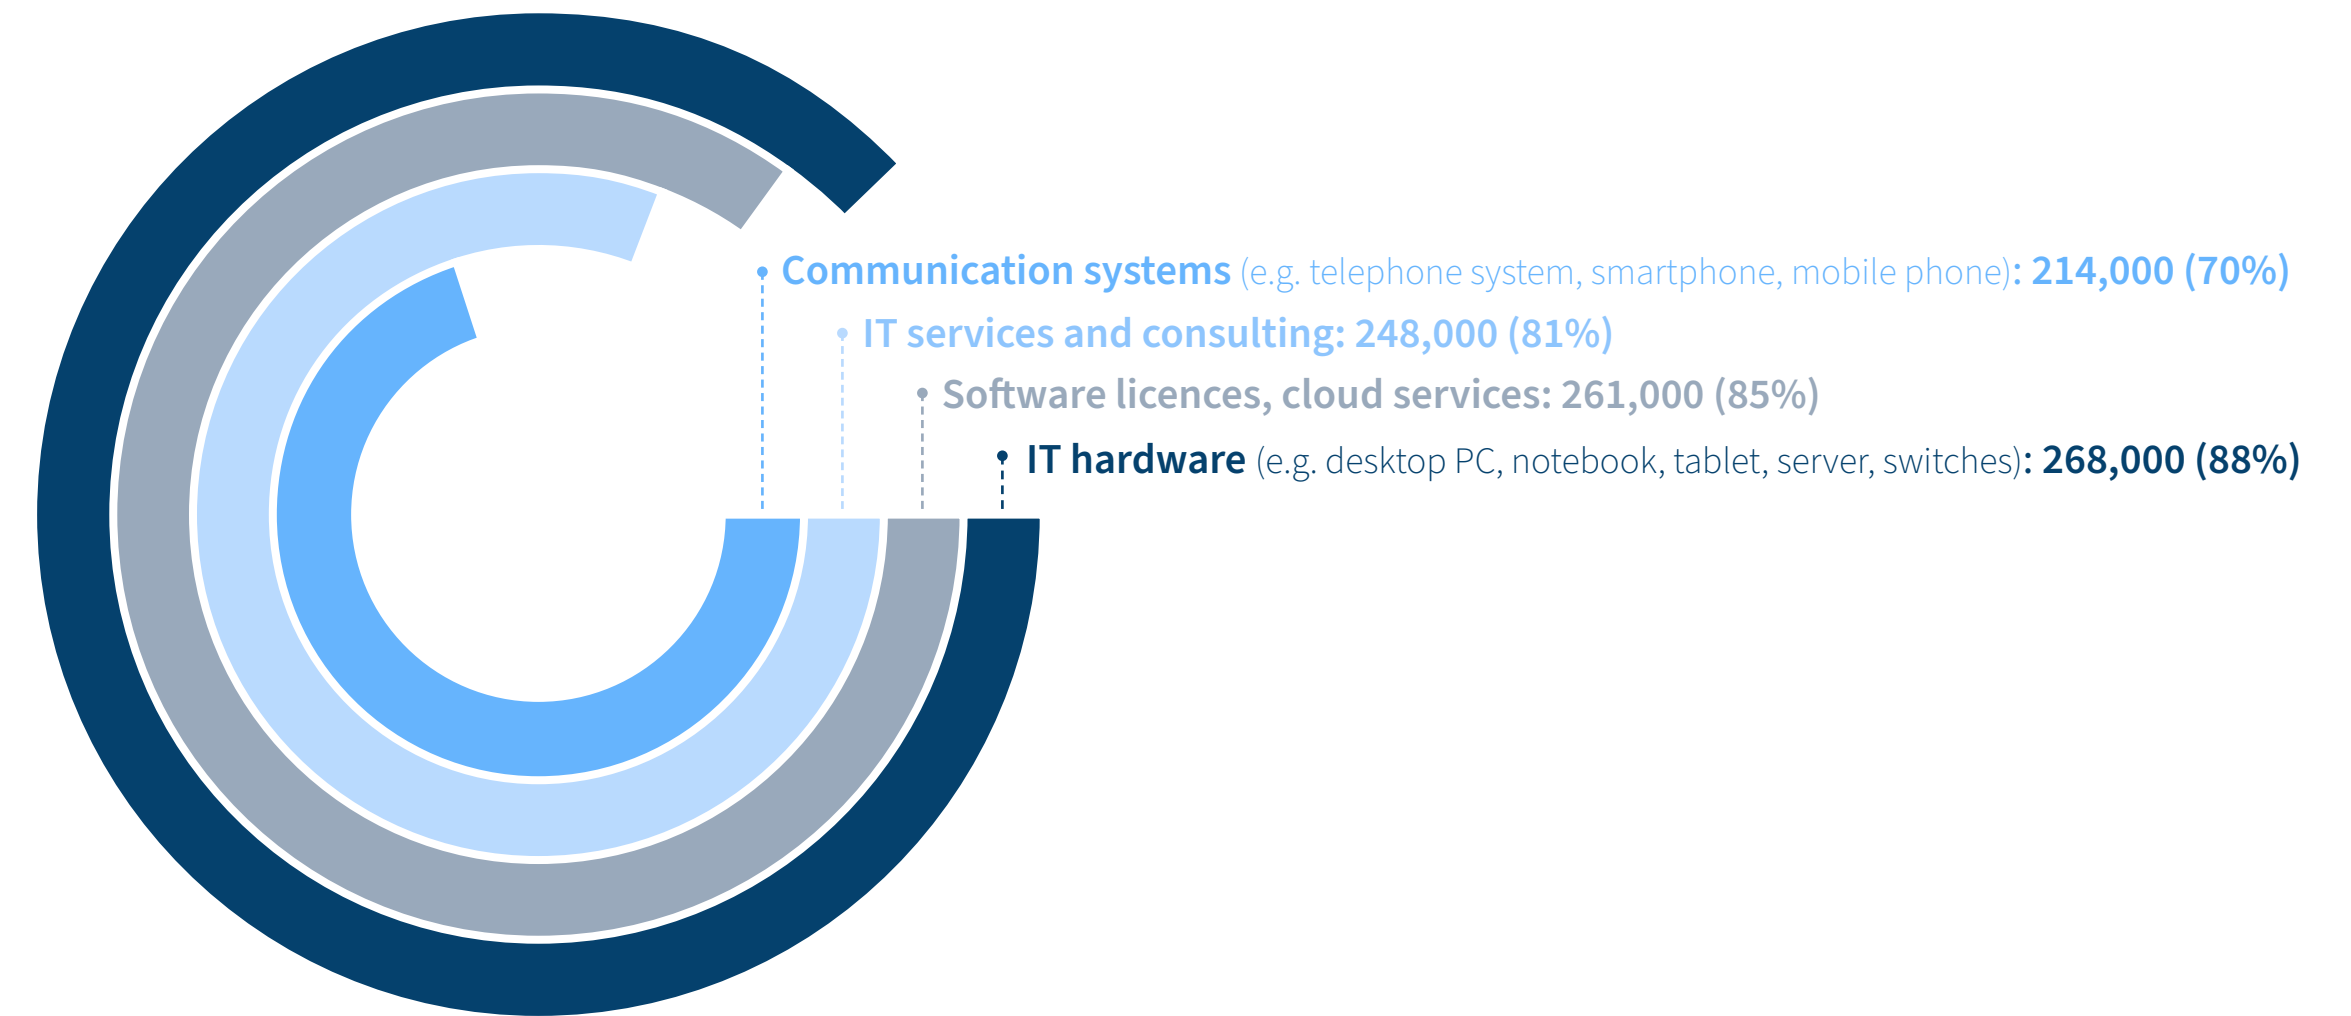 Communication systems (e.g. telephone system, smartphone, mobile phone): 214,000 (70%)
IT services and consulting: 248,000 (81%)
Software licences, cloud services: 261,000 (85%)
IT hardware (e.g. desktop PC, notebook, tablet, server, switches): 268,000 (88%)